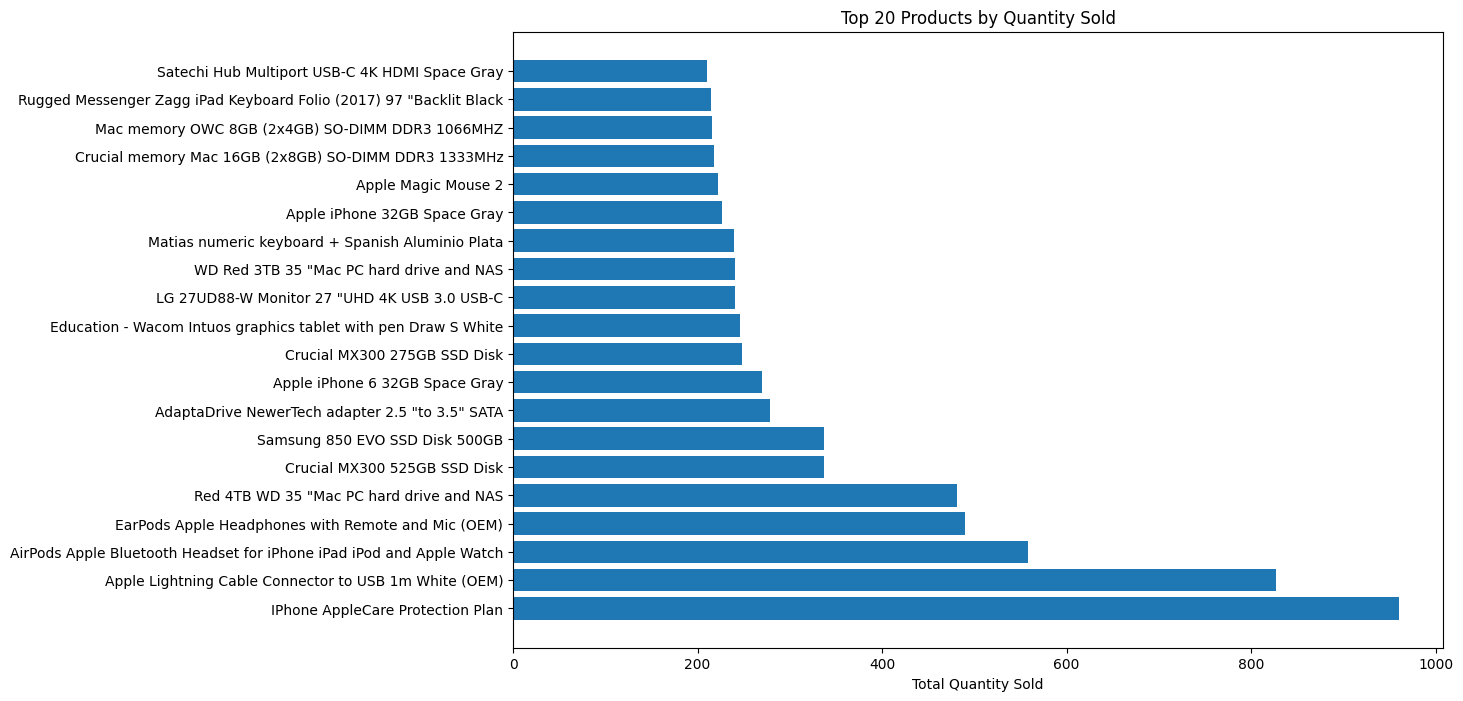 Top 20 Products by Quantity Sold
Satechi Hub Multiport USB-C 4K HDMI Space Gray
Rugged Messenger Zagg iPad Keyboard Folio (2017) 97 "Backlit Black
Mac memory OWC 8GB (2x4GB) SO-DIMM DDR3 1066MHZ
Crucial memory Mac 16GB (2x8GB) SO-DIMM DDR3 1333MHz
Apple Magic Mouse 2
Apple iPhone 32GB Space Gray
Matias numeric keyboard + Spanish Aluminio Plata
WD Red 3TB 35 "Mac PC hard drive and NAS
LG 27UD88-W Monitor 27 "UHD 4K USB 3.0 USB-C
Education - Wacom Intuos graphics tablet with pen Draw S White
Crucial MX300 275GB SSD Disk
Apple iPhone 6 32GB Space Gray
AdaptaDrive NewerTech adapter 2.5 "to 3.5" SATA
Samsung 850 EVO SSD Disk 500GB
Crucial MX300 525GB SSD Disk
Red 4TB WD 35 "Mac PC hard drive and NAS
EarPods Apple Headphones with Remote and Mic (OEM)
AirPods Apple Bluetooth Headset for iPhone iPad iPod and Apple Watch
Apple Lightning Cable Connector to USB 1m White (OEM)
IPhone AppleCare Protection Plan
0 200 400 600 800 1000
Total Quantity Sold